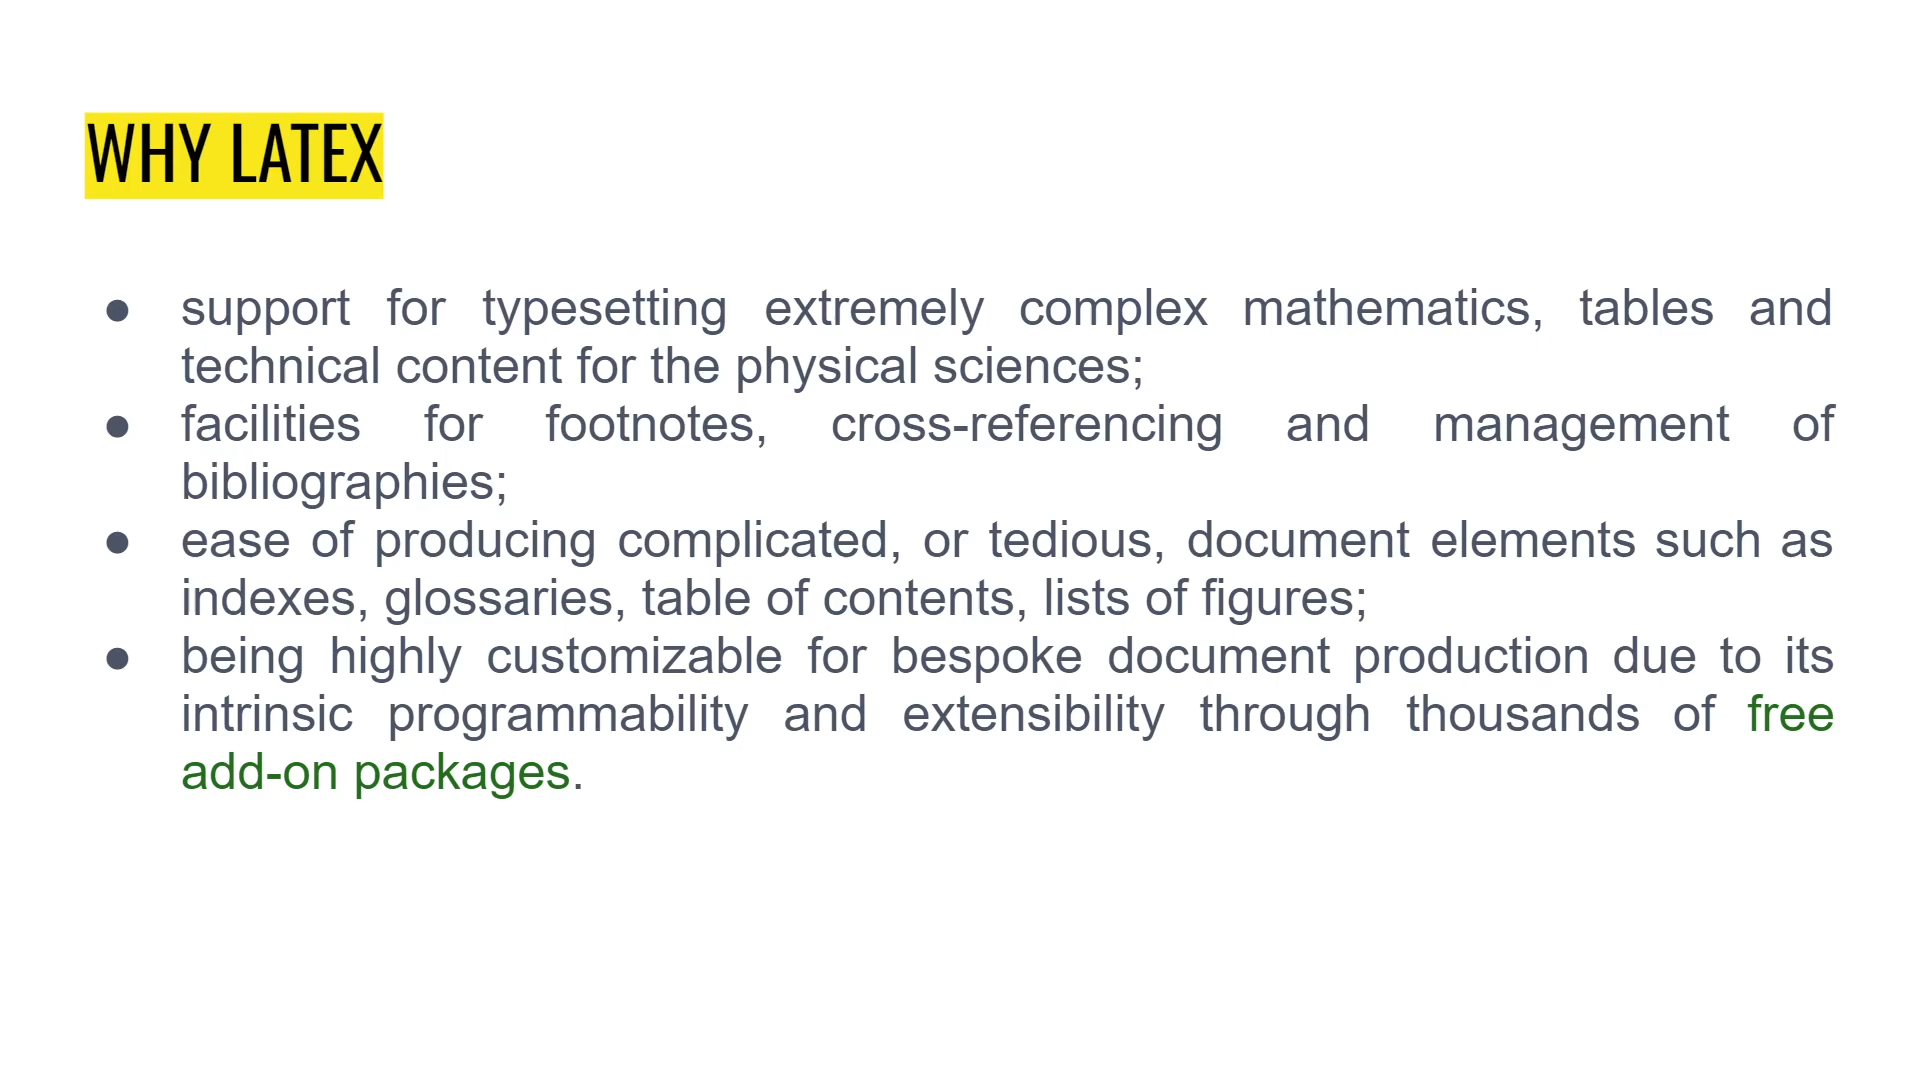 WHY LATEX
● support for typesetting extremely complex mathematics, tables and
technical content for the physical sciences;
● facilities for footnotes, cross-referencing and management of
bibliographies;
● ease of producing complicated, or tedious, document elements such as
indexes, glossaries, table of contents, lists of figures;
● being highly customizable for bespoke document production due to its
intrinsic programmability and extensibility through thousands of free
add-on packages.